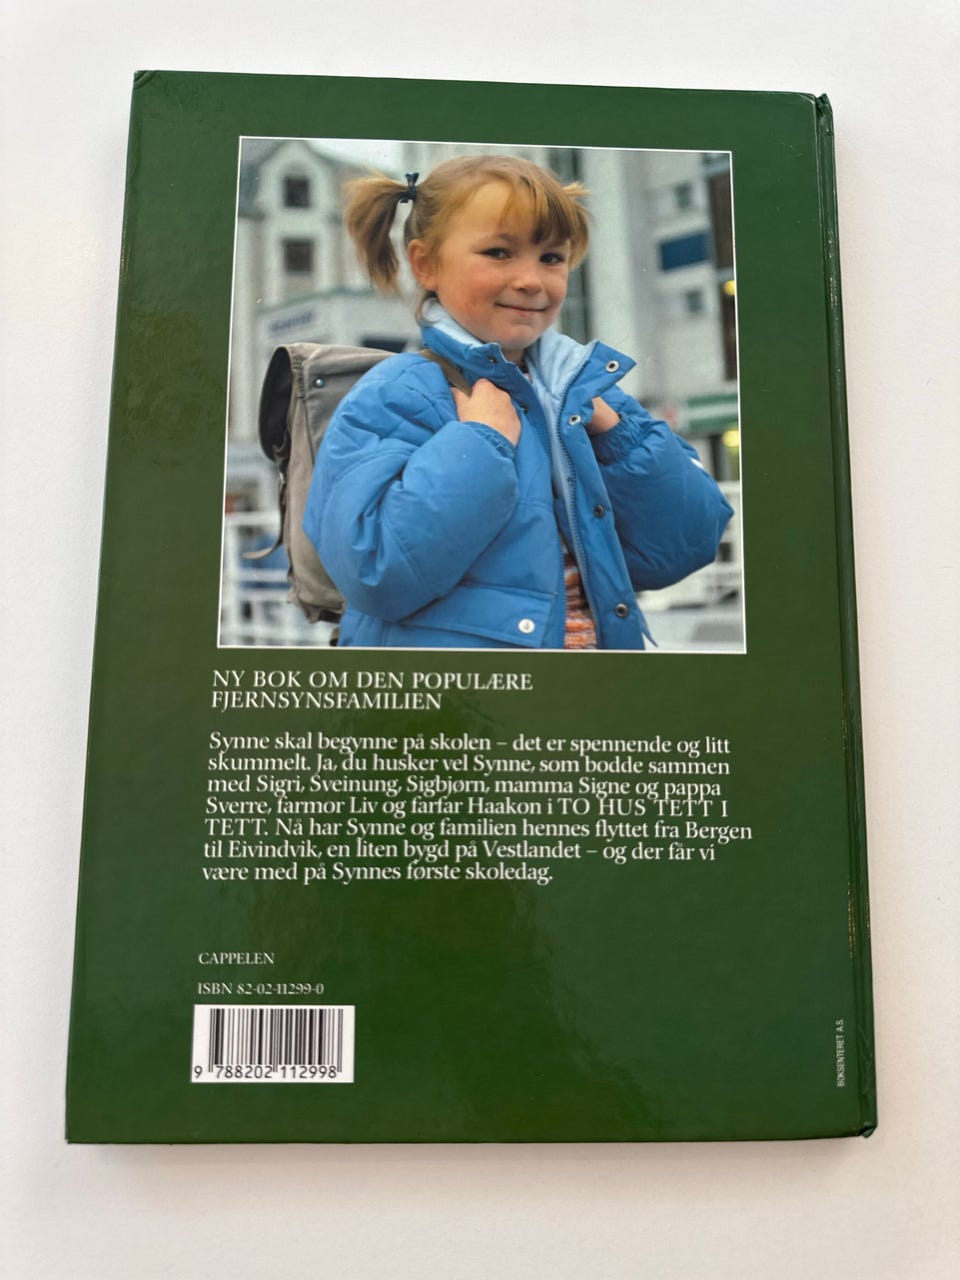 NY BOK OM DEN POPULÆRE
FJERNSYNSFAMILIEN
Synne skal begynne på skolen – det er spennende og litt
skummelt. Ja, du husker vel Synne, som bodde sammen
med Sigri, Sveinung, Sigbjørn, mamma Signe og pappa
Sverre, farmor Liv og farfar Haakon i TO HUS TETT I
TETT. Nå har Synne og familien hennes flyttet fra Bergen
til Eivindvik, en liten bygd på Vestlandet – og der får vi
være med på Synnes første skoledag.
CAPPELEN
ISBN 82-02-11299-0
9 788202 112998
BOKSENTERET A.S.